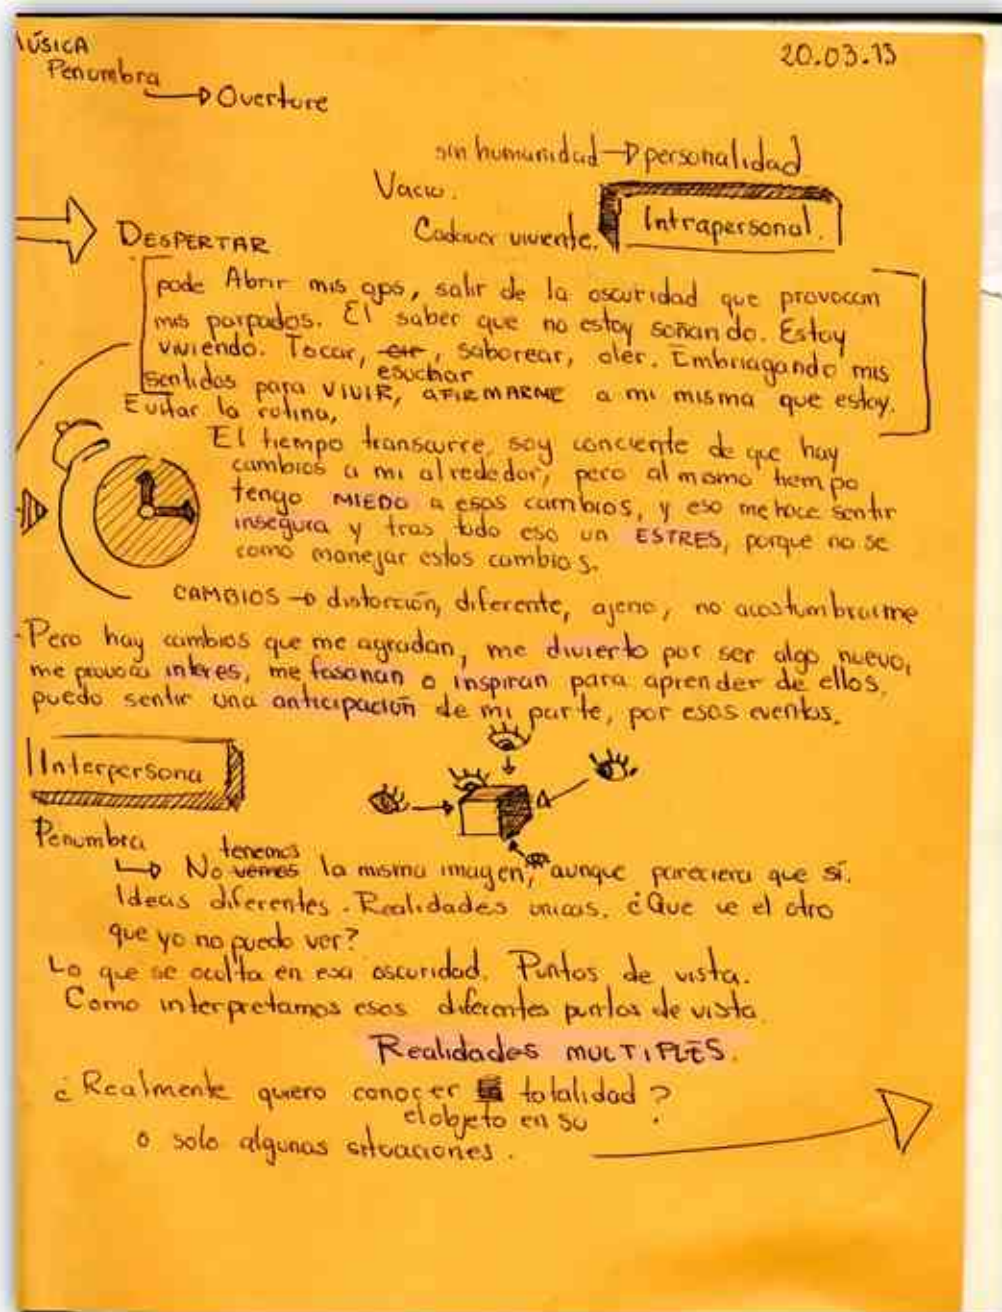 MÚSICA
20.03.13
Penumbra
→ Overture
sin humanidad → personalidad
Vacio.
Intrapersonal.
Cadaver viviente.
DESPERTAR
pode Abrir mis ojos, salir de la oscuridad que provocan
mis parpados. El saber que no estoy soñando. Estoy
viviendo. Tocar, oir, saborear, oler. Embriagando mis
escuchar
sentidos para VIVIR, AFIRMARME a mi misma que estoy.
Evitar la rutina,
El tiempo transcurre, soy conciente de que hay
cambios a mi alrededor, pero al momo tiempo
tengo MIEDO a esos cambios, y eso me hace sentir
insegura y tras todo eso un ESTRES, porque no se
como manejar estos cambios.
CAMBIOS → distorción, diferente, ajeno, no acostumbrarme
Pero hay cambios que me agradan, me divierto por ser algo nuevo,
me provoca interes, me fasonan o inspiran para aprender de ellos,
puedo sentir una anticipación de mi parte, por esos eventos.
Interpersona
Penumbra
tenemos
→ No vemos la misma imagen, aunque pareciera que sí.
Ideas diferentes. Realidades unicas. ¿Que ve el otro
que yo no puedo ver?
Lo que se oculta en esa oscuridad. Puntos de vista.
Como interpretamos esos diferentes puntos de vista.
Realidades MULTIPLES.
¿Realmente quiero conocer totalidad?
el objeto en su
o solo algunas situaciones.